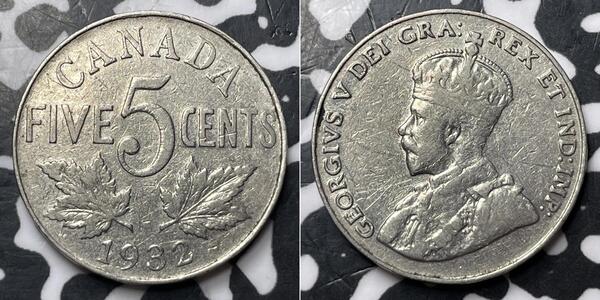 CANADA
FIVE 5 CENTS
1932
GEORGIVS V DEI GRA: REX ET IND: IMP: